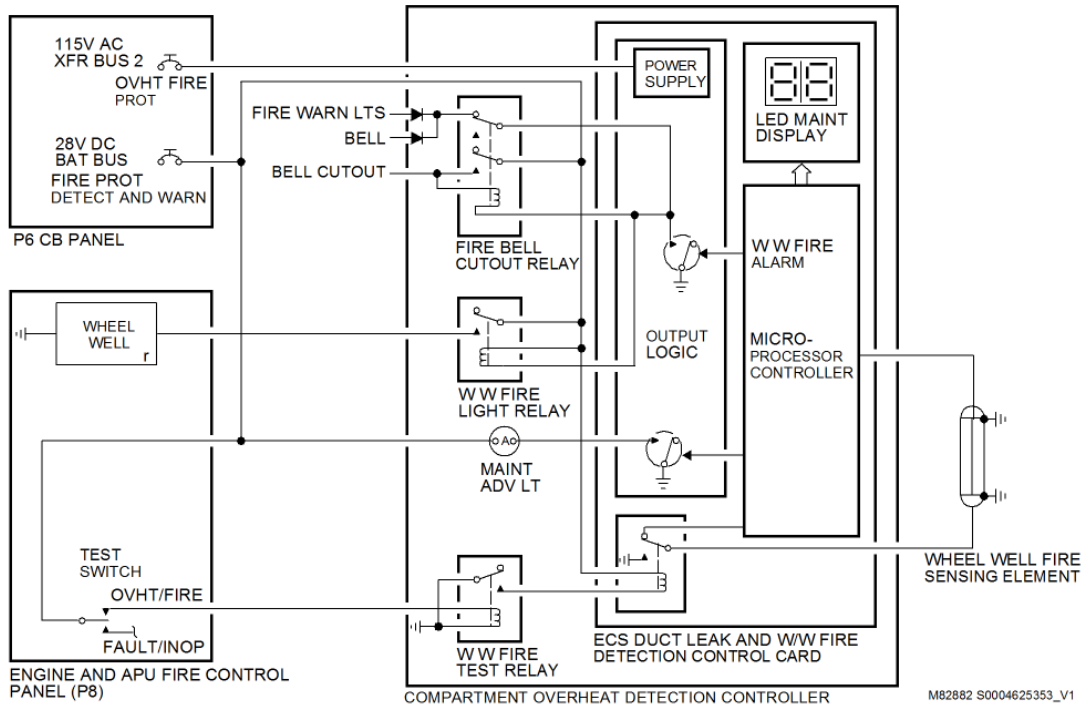 115V AC
XFR BUS 2
OVHT FIRE
PROT
28V DC
BAT BUS
FIRE PROT
DETECT AND WARN
P6 CB PANEL
FIRE WARN LTS
BELL
BELL CUTOUT
FIRE BELL
CUTOUT RELAY
POWER
SUPPLY
88
LED MAINT
DISPLAY
W W FIRE
ALARM
OUTPUT
LOGIC
MICRO-
PROCESSOR
CONTROLLER
WHEEL
WELL
r
W W FIRE
LIGHT RELAY
A
MAINT
ADV LT
TEST
SWITCH
OVHT/FIRE
FAULT/INOP
ENGINE AND APU FIRE CONTROL
PANEL (P8)
W W FIRE
TEST RELAY
ECS DUCT LEAK AND W/W FIRE
DETECTION CONTROL CARD
WHEEL WELL FIRE
SENSING ELEMENT
COMPARTMENT OVERHEAT DETECTION CONTROLLER
M82882 S0004625353_V1